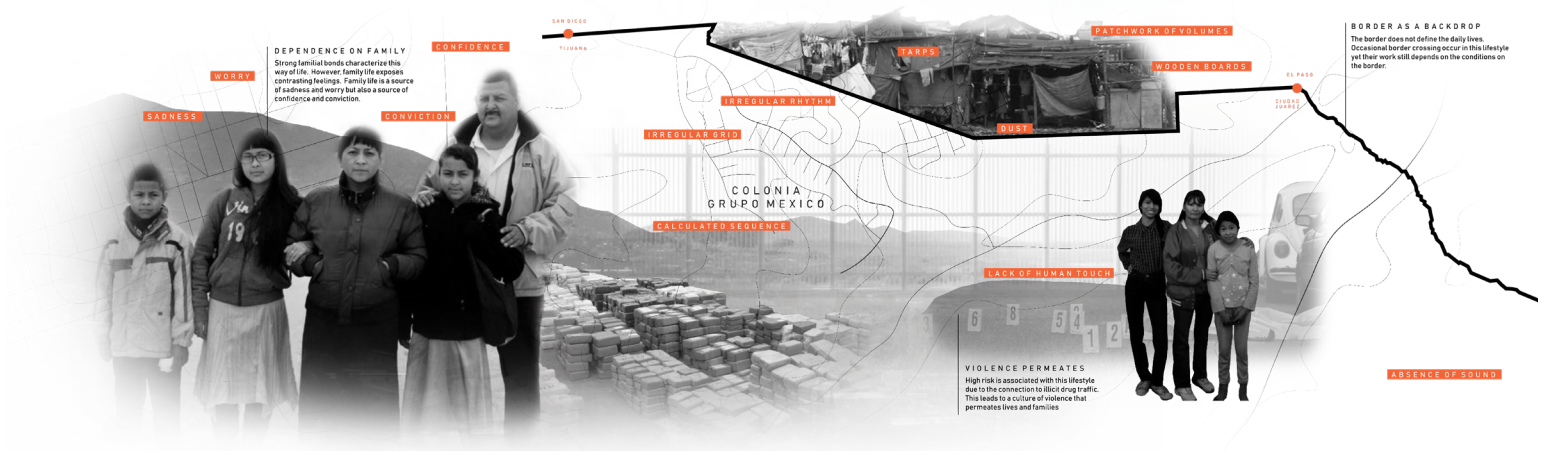 SADNESS
WORRY
DEPENDENCE ON FAMILY
Strong familial bonds characterize this
way of life. However, family life exposes
contrasting feelings. Family life is a source
of sadness and worry but also a source of
confidence and conviction.
CONFIDENCE
CONVICTION
SAN DIEGO
TIJUANA
IRREGULAR RHYTHM
IRREGULAR GRID
COLONIA
GRUPO MEXICO
CALCULATED SEQUENCE
TARPS
DUST
PATCHWORK OF VOLUMES
WOODEN BOARDS
EL PASO
CIUDAD
JUAREZ
BORDER AS A BACKDROP
The border does not define the daily lives.
Occasional border crossing occur in this lifestyle
yet their work still depends on the conditions on
the border.
LACK OF HUMAN TOUCH
6
8
5
4
1
2
VIOLENCE PERMEATES
High risk is associated with this lifestyle
due to the connection to illicit drug traffic.
This leads to a culture of violence that
permeates lives and families
ABSENCE OF SOUND